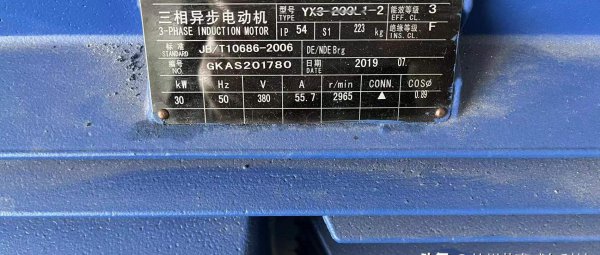 三相异步电动机 型号 TYPE YX3-200L1-2 能效等级 EFF. CL. 3
3-PHASE INDUCTION MOTOR IP 54 S1 223 kg 绝缘等级 INS. CL. F
标准 JB/T10686-2006 DE/NDE Brg
编号 NO. GKAS201780 日期 DATE 2019 07.
kW Hz V A r/min CONN. COSØ
30 50 380 55.7 2965 ▲ 0.89